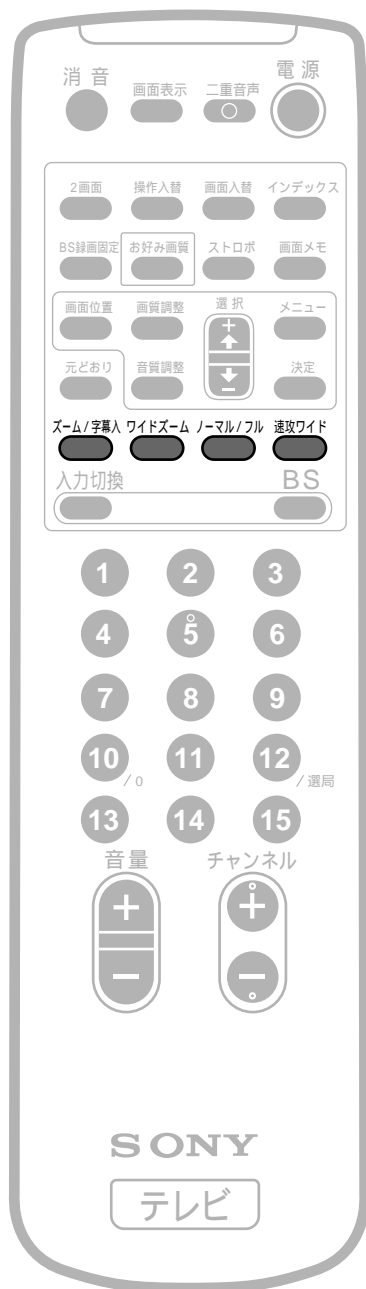 消音 画面表示 二重音声 電源
2画面 操作入替 画面入替 インデックス
BS録画固定 お好み画質 ストロボ 画面メモ
画面位置 画質調整 選択 メニュー
+
元どおり 音質調整 決定
−
ズーム/字幕入 ワイドズーム ノーマル/フル 速攻ワイド
入力切換 BS
1 2 3
4 5 6
7 8 9
10 11 12
/0 /選局
13 14 15
音量 チャンネル
+ +
− −
SONY
テレビ